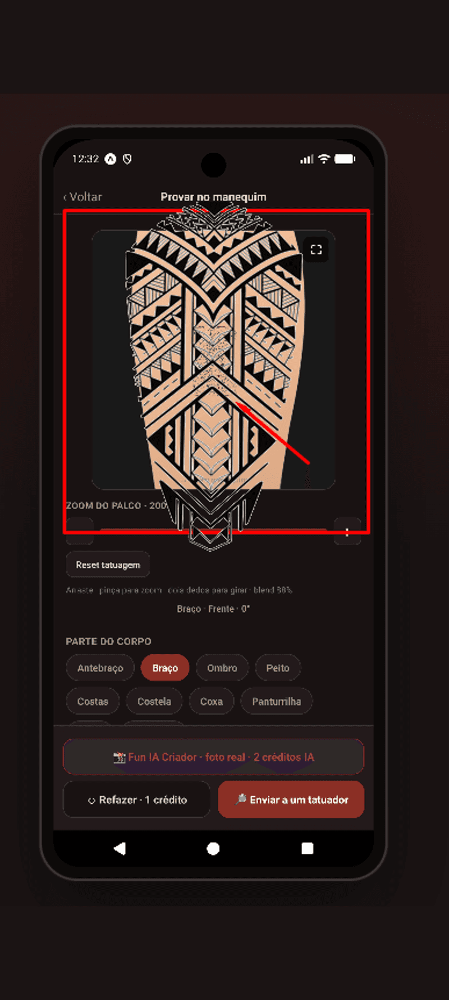 12:32
‹ Voltar
Provar no manequim
ZOOM DO PALCO - 200
Reset tatuagem
Arraste · pinça para zoom · dois dedos para girar · blend 88%
Braço · Frente · 0°
PARTE DO CORPO
Antebraço
Braço
Ombro
Peito
Costas
Costela
Coxa
Panturrilha
Fun IA Criador · foto real · 2 créditos IA
Refazer · 1 crédito
Enviar a um tatuador